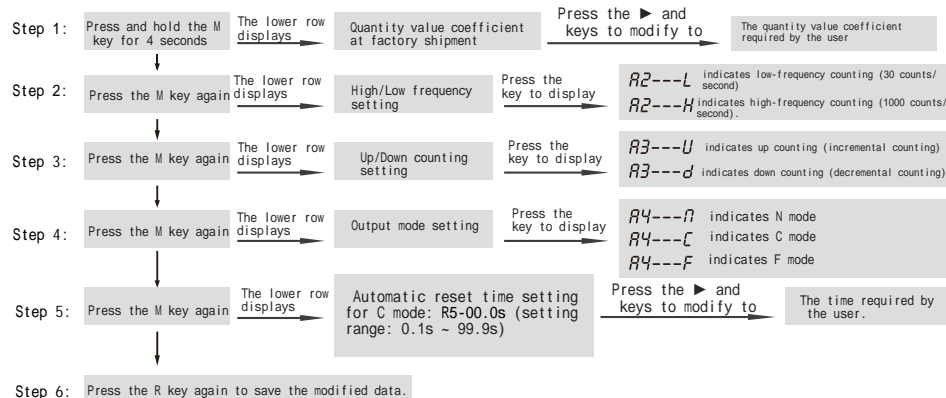 Step 1:
Press and hold the M
key for 4 seconds
The lower row
displays
Quantity value coefficient
at factory shipment
Press the ▶ and
keys to modify to
The quantity value coefficient
required by the user
Step 2:
Press the M key again
The lower row
displays
High/Low frequency
setting
Press the
key to display
A2---L indicates low-frequency counting (30 counts/
second)
A2---H indicates high-frequency counting (1000 counts/
second).
Step 3:
Press the M key again
The lower row
displays
Up/Down counting
setting
Press the
key to display
A3---U indicates up counting (incremental counting)
A3---d indicates down counting (decremental counting)
Step 4:
Press the M key again
The lower row
displays
Output mode setting
Press the
key to display
A4---N indicates N mode
A4---C indicates C mode
A4---F indicates F mode
Step 5:
Press the M key again
The lower row
displays
Automatic reset time setting
for C mode: R5-00.0s (setting
range: 0.1s ~ 99.9s)
Press the ▶ and
keys to modify to
The time required by
the user.
Step 6:
Press the R key again to save the modified data.